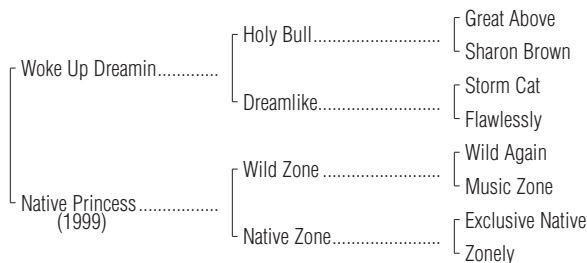 Great Above
Holy Bull
Sharon Brown
Woke Up Dreamin
Storm Cat
Dreamlike
Flawlessly
Wild Again
Wild Zone
Music Zone
Native Princess
(1999)
Exclusive Native
Native Zone
Zonely